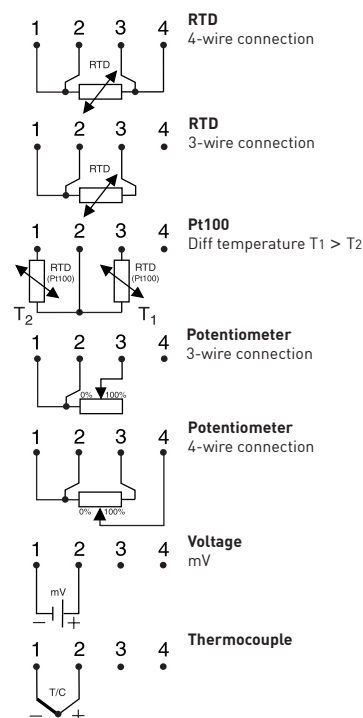 RTD
1 2 3 4
4-wire connection
RTD
RTD
1 2 3 4
3-wire connection
RTD
Pt100
1 2 3 4
Diff temperature T1 > T2
RTD
(Pt100)
RTD
(Pt100)
T2
T1
Potentiometer
1 2 3 4
3-wire connection
0% 100%
Potentiometer
1 2 3 4
4-wire connection
0% 100%
Voltage
1 2 3 4
mV
mV
− +
Thermocouple
1 2 3 4
T/C
− +